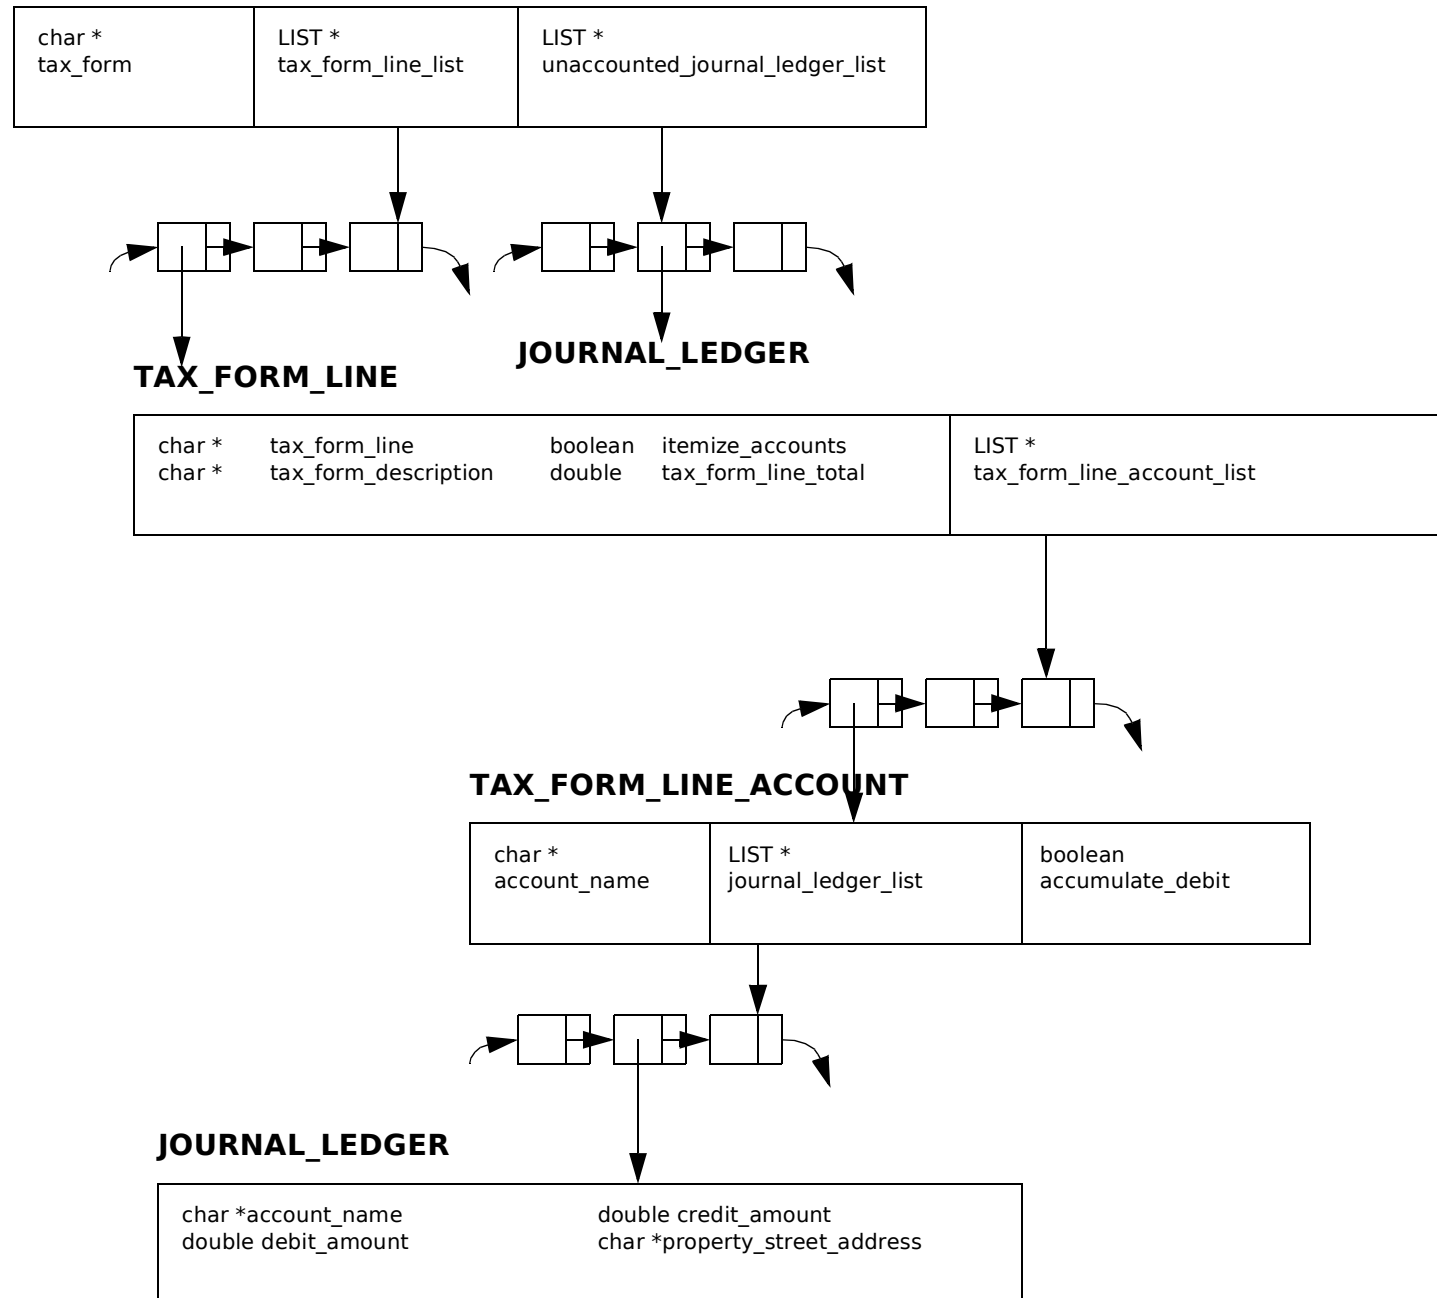 char *
tax_form
LIST *
tax_form_line_list
LIST *
unaccounted_journal_ledger_list
JOURNAL_LEDGER
TAX_FORM_LINE
char * tax_form_line boolean itemize_accounts
char * tax_form_description double tax_form_line_total
LIST *
tax_form_line_account_list
TAX_FORM_LINE_ACCOUNT
char *
account_name
LIST *
journal_ledger_list
boolean
accumulate_debit
JOURNAL_LEDGER
char *account_name double credit_amount
double debit_amount char *property_street_address